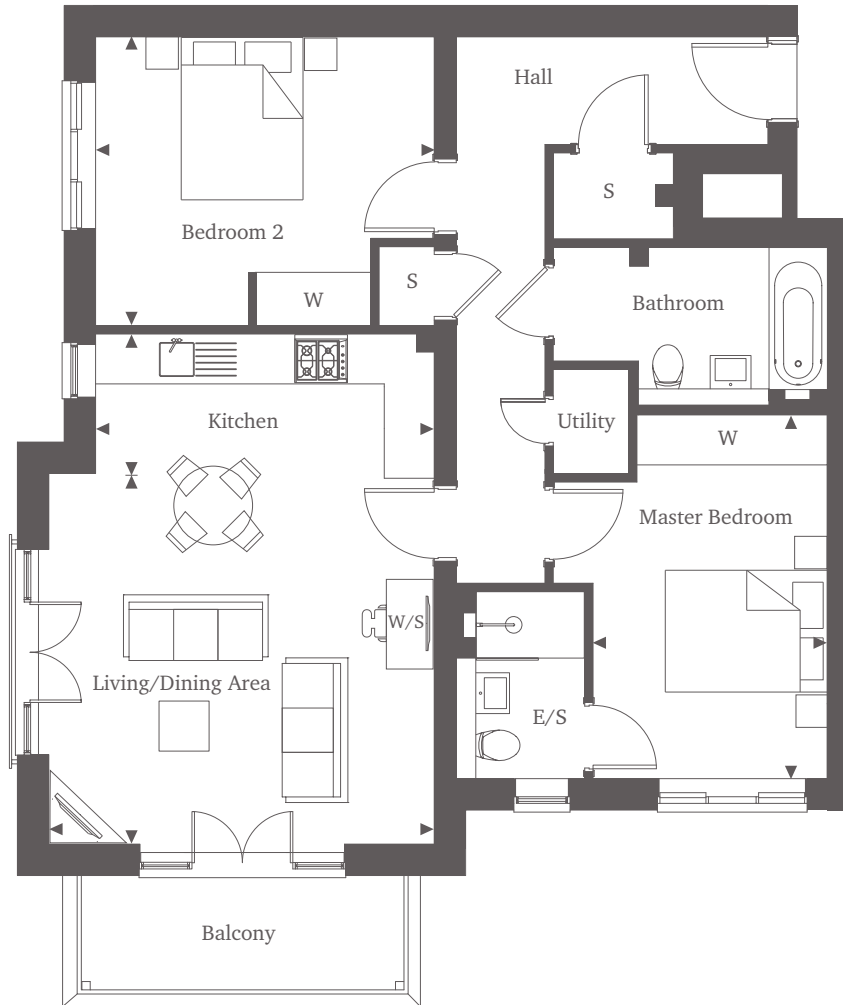 Hall
S
Bedroom 2
S
W
Bathroom
Kitchen
Utility
W
Master Bedroom
W/S
Living/Dining Area
E/S
Balcony